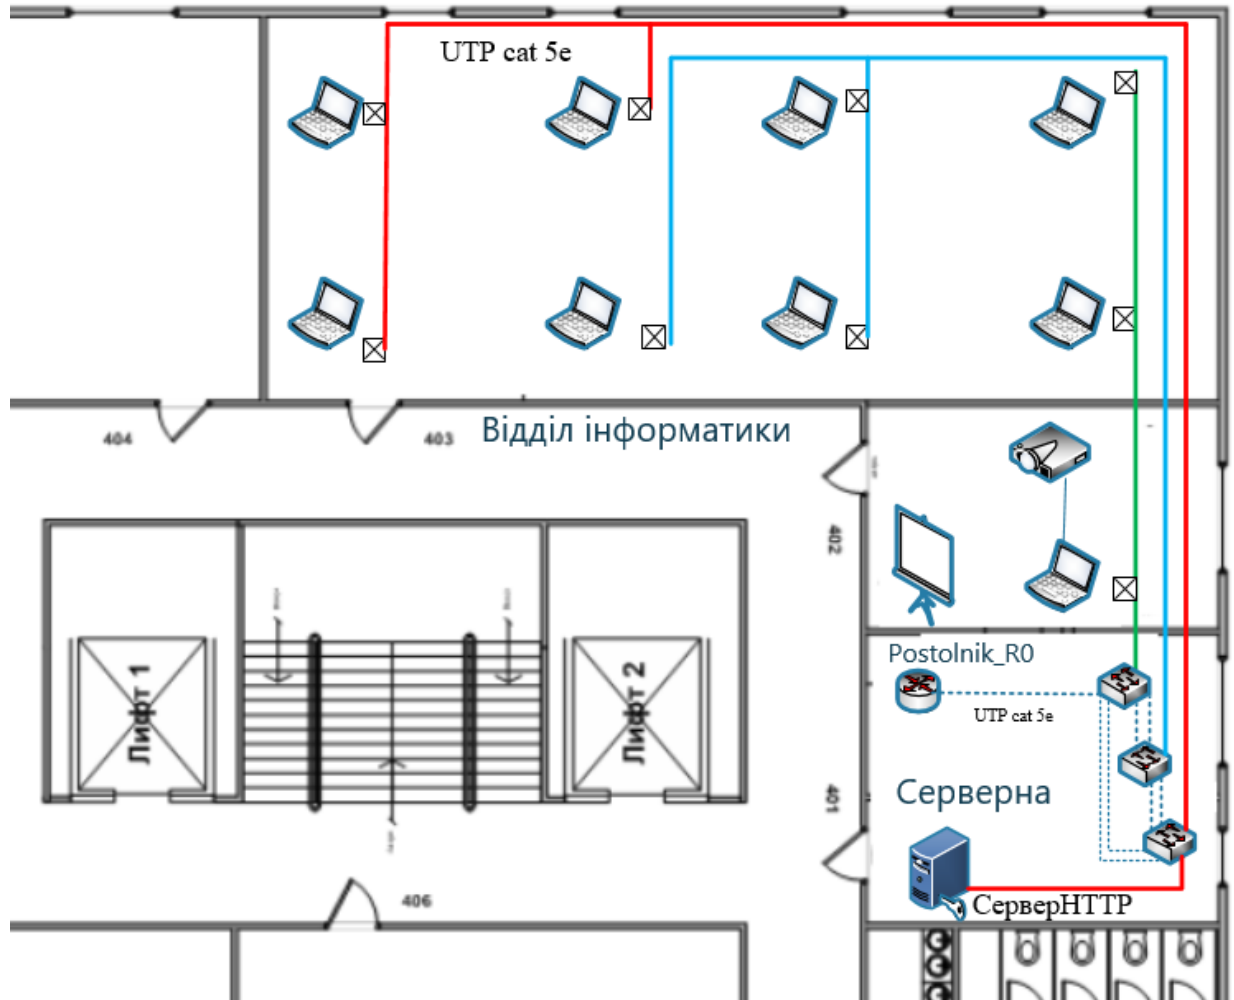 UTP cat 5e
404
403
Відділ інформатики
402
Лифт 1
Лифт 2
Postolnik_R0
UTP cat 5e
401
Серверна
406
СерверHTTP